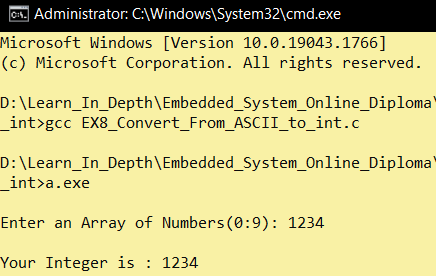 Administrator: C:\Windows\System32\cmd.exe
Microsoft Windows [Version 10.0.19043.1766]
(c) Microsoft Corporation. All rights reserved.
D:\Learn_In_Depth\Embedded_System_Online_Diploma\
_int>gcc EX8_Convert_From_ASCII_to_int.c
D:\Learn_In_Depth\Embedded_System_Online_Diploma\
_int>a.exe
Enter an Array of Numbers(0:9): 1234
Your Integer is : 1234